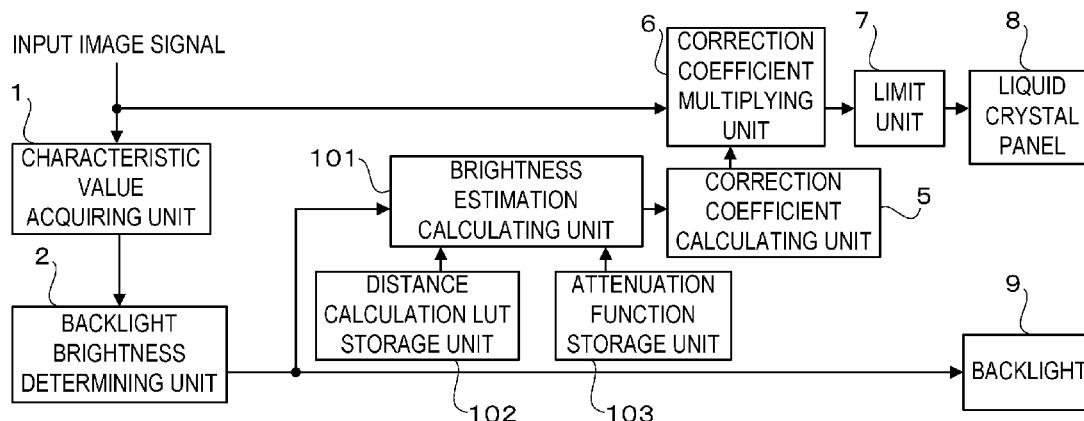 INPUT IMAGE SIGNAL
1
CHARACTERISTIC
VALUE
ACQUIRING UNIT
2
BACKLIGHT
BRIGHTNESS
DETERMINING UNIT
101
BRIGHTNESS
ESTIMATION
CALCULATING UNIT
DISTANCE
CALCULATION LUT
STORAGE UNIT
102
ATTENUATION
FUNCTION
STORAGE UNIT
103
6
CORRECTION
COEFFICIENT
MULTIPLYING
UNIT
CORRECTION
COEFFICIENT
CALCULATING UNIT
5
7
LIMIT
UNIT
8
LIQUID
CRYSTAL
PANEL
9
BACKLIGHT